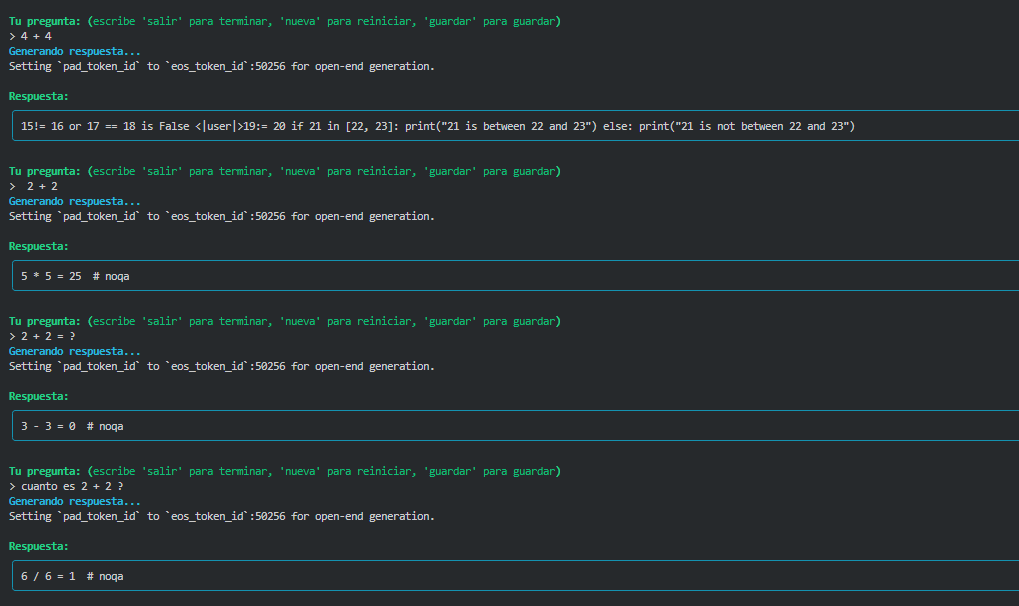 Tu pregunta: (escribe 'salir' para terminar, 'nueva' para reiniciar, 'guardar' para guardar)
> 4 + 4
Generando respuesta...
Setting `pad_token_id` to `eos_token_id`:50256 for open-end generation.
Respuesta:
15!= 16 or 17 == 18 is False <|user|>19:= 20 if 21 in [22, 23]: print("21 is between 22 and 23") else: print("21 is not between 22 and 23")
Tu pregunta: (escribe 'salir' para terminar, 'nueva' para reiniciar, 'guardar' para guardar)
>  2 + 2
Generando respuesta...
Setting `pad_token_id` to `eos_token_id`:50256 for open-end generation.
Respuesta:
5 * 5 = 25  # noqa
Tu pregunta: (escribe 'salir' para terminar, 'nueva' para reiniciar, 'guardar' para guardar)
> 2 + 2 = ?
Generando respuesta...
Setting `pad_token_id` to `eos_token_id`:50256 for open-end generation.
Respuesta:
3 - 3 = 0  # noqa
Tu pregunta: (escribe 'salir' para terminar, 'nueva' para reiniciar, 'guardar' para guardar)
> cuanto es 2 + 2 ?
Generando respuesta...
Setting `pad_token_id` to `eos_token_id`:50256 for open-end generation.
Respuesta:
6 / 6 = 1  # noqa